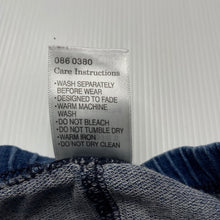 086 0380
Care Instructions
•WASH SEPARATELY
BEFORE WEAR
•DESIGNED TO FADE
•WARM MACHINE
WASH
•DO NOT BLEACH
•DO NOT TUMBLE DRY
•WARM IRON
•DO NOT DRY CLEAN